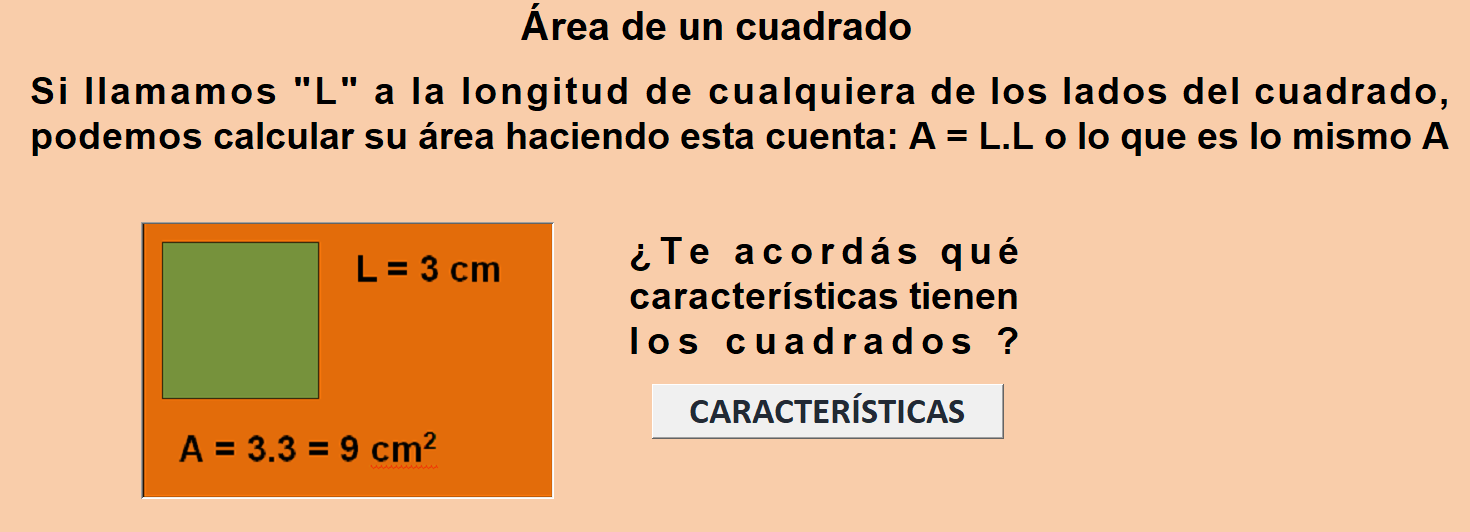 Área de un cuadrado
Si llamamos "L" a la longitud de cualquiera de los lados del cuadrado,
podemos calcular su área haciendo esta cuenta: A = L.L o lo que es lo mismo A
L = 3 cm
A = 3.3 = 9 cm²
¿Te acordás qué
características tienen
los cuadrados ?
CARACTERÍSTICAS